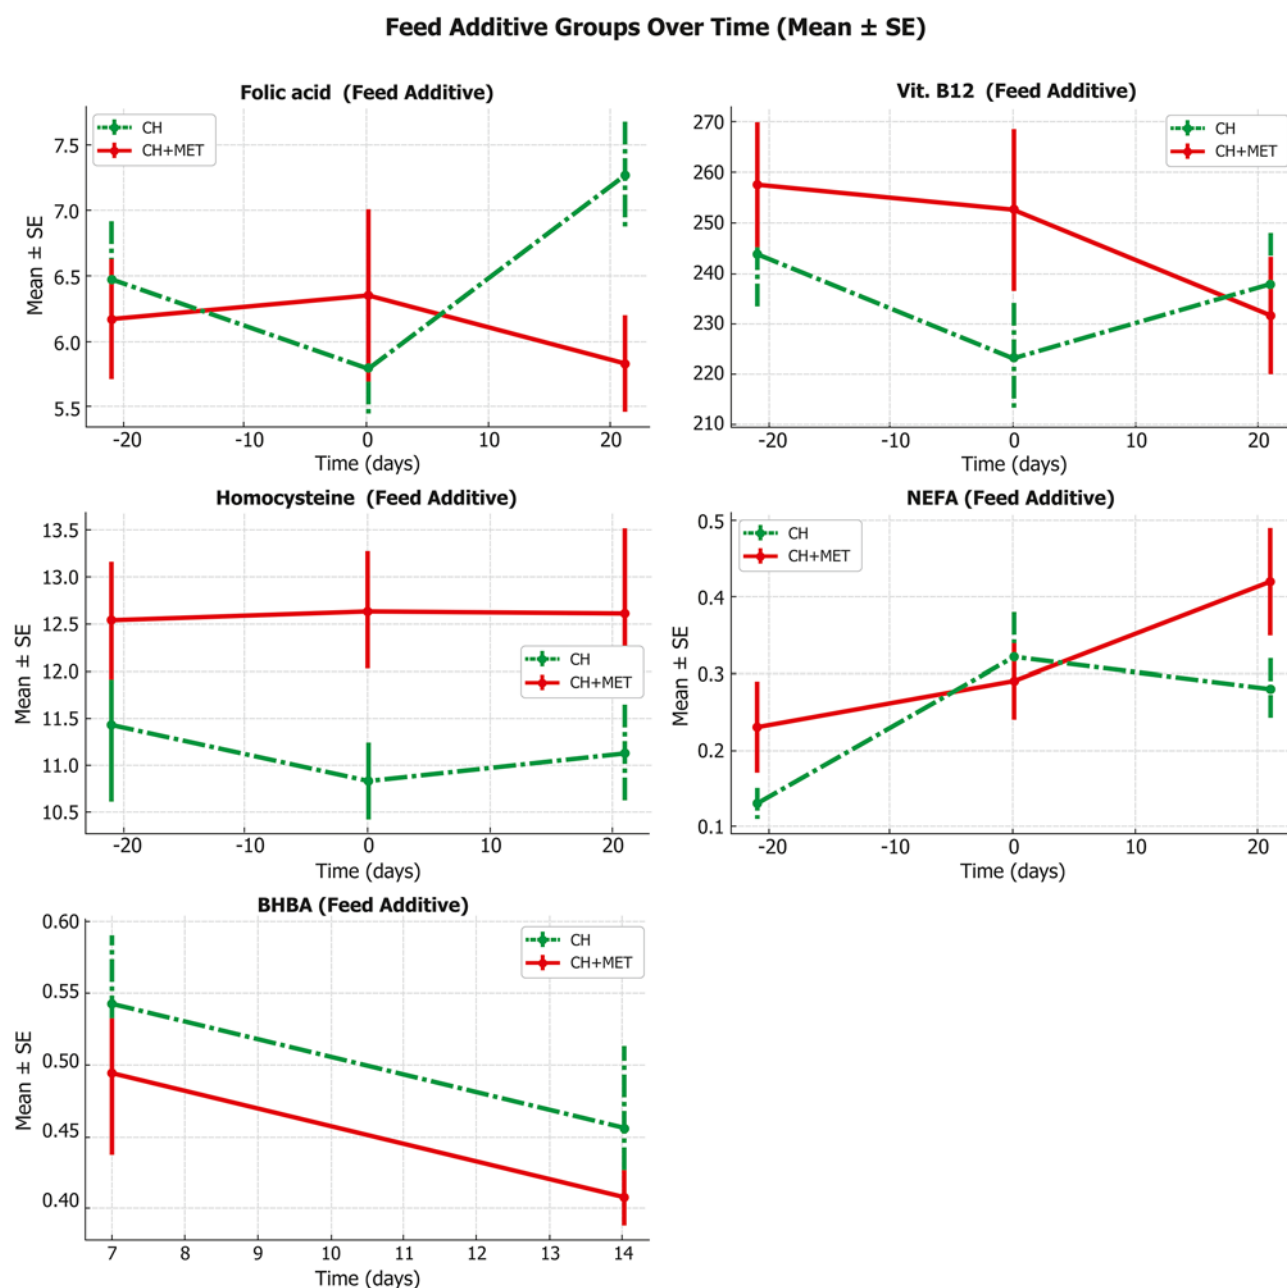 Feed Additive Groups Over Time (Mean ± SE)
Folic acid (Feed Additive)
CH
CH+MET
Mean ± SE
7.5
7.0
6.5
6.0
5.5
-20 -10 0 10 20
Time (days)
Vit. B12 (Feed Additive)
CH
CH+MET
270
260
250
240
230
220
210
-20 -10 0 10 20
Time (days)
Homocysteine (Feed Additive)
CH
CH+MET
Mean ± SE
13.5
13.0
12.5
12.0
11.5
11.0
10.5
-20 -10 0 10 20
Time (days)
NEFA (Feed Additive)
CH
CH+MET
Mean ± SE
0.5
0.4
0.3
0.2
0.1
-20 -10 0 10 20
Time (days)
BHBA (Feed Additive)
CH
CH+MET
Mean ± SE
0.60
0.55
0.50
0.45
0.40
7 8 9 10 11 12 13 14
Time (days)